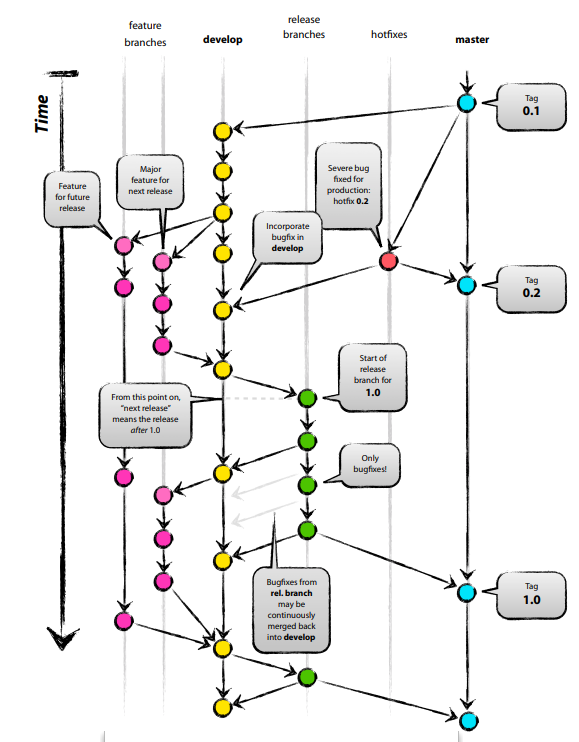 feature
branches
develop
release
branches
hotfixes
master
Time
Tag
0.1
Severe bug
fixed for
production:
hotfix 0.2
Major
feature for
next release
Feature
for future
release
Incorporate
bugfix in
develop
Tag
0.2
Start of
release
branch for
1.0
From this point on,
"next release"
means the release
after 1.0
Only
bugfixes!
Bugfixes from
rel. branch
may be
continuously
merged back
into develop
Tag
1.0